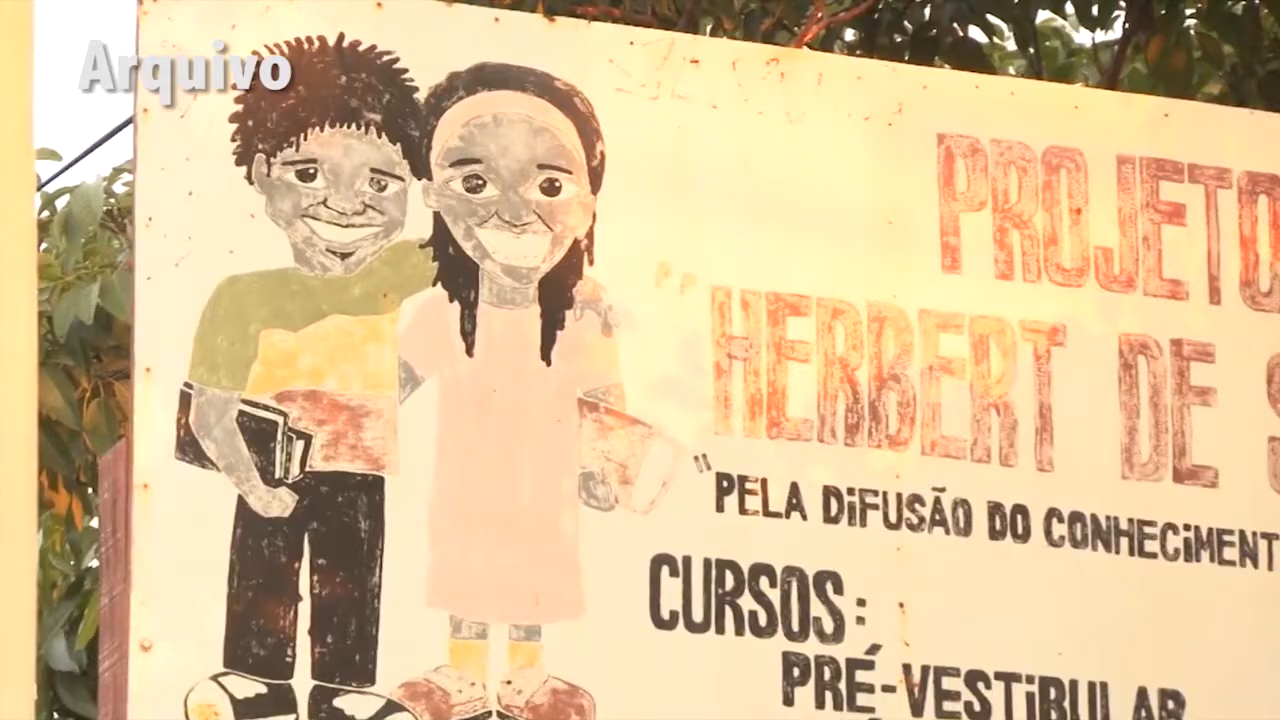 Arquivo
PROJETO
"HERBERT DE S
"PELA DiFUSÃO DO CONHECiMENT
CURSOS:
PRÉ-VESTiBULAR